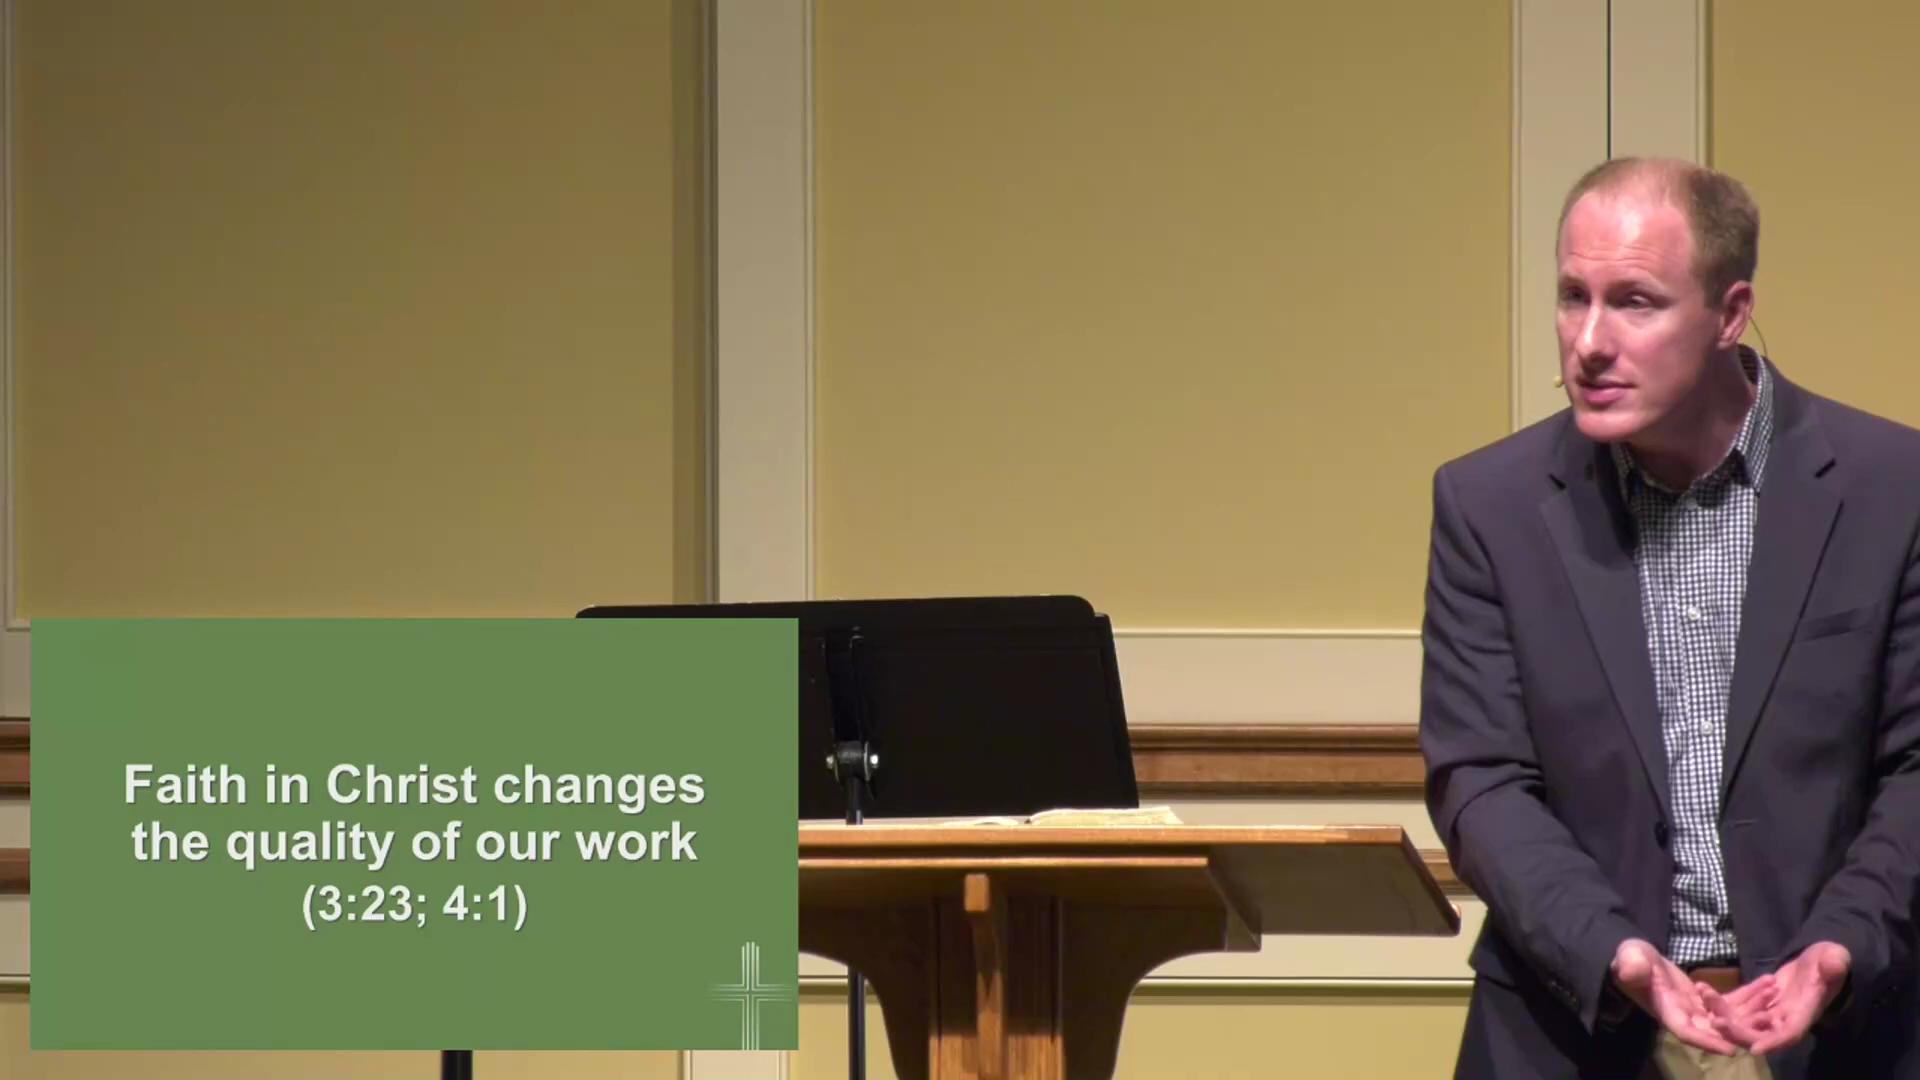 Faith in Christ changes
the quality of our work
(3:23; 4:1)